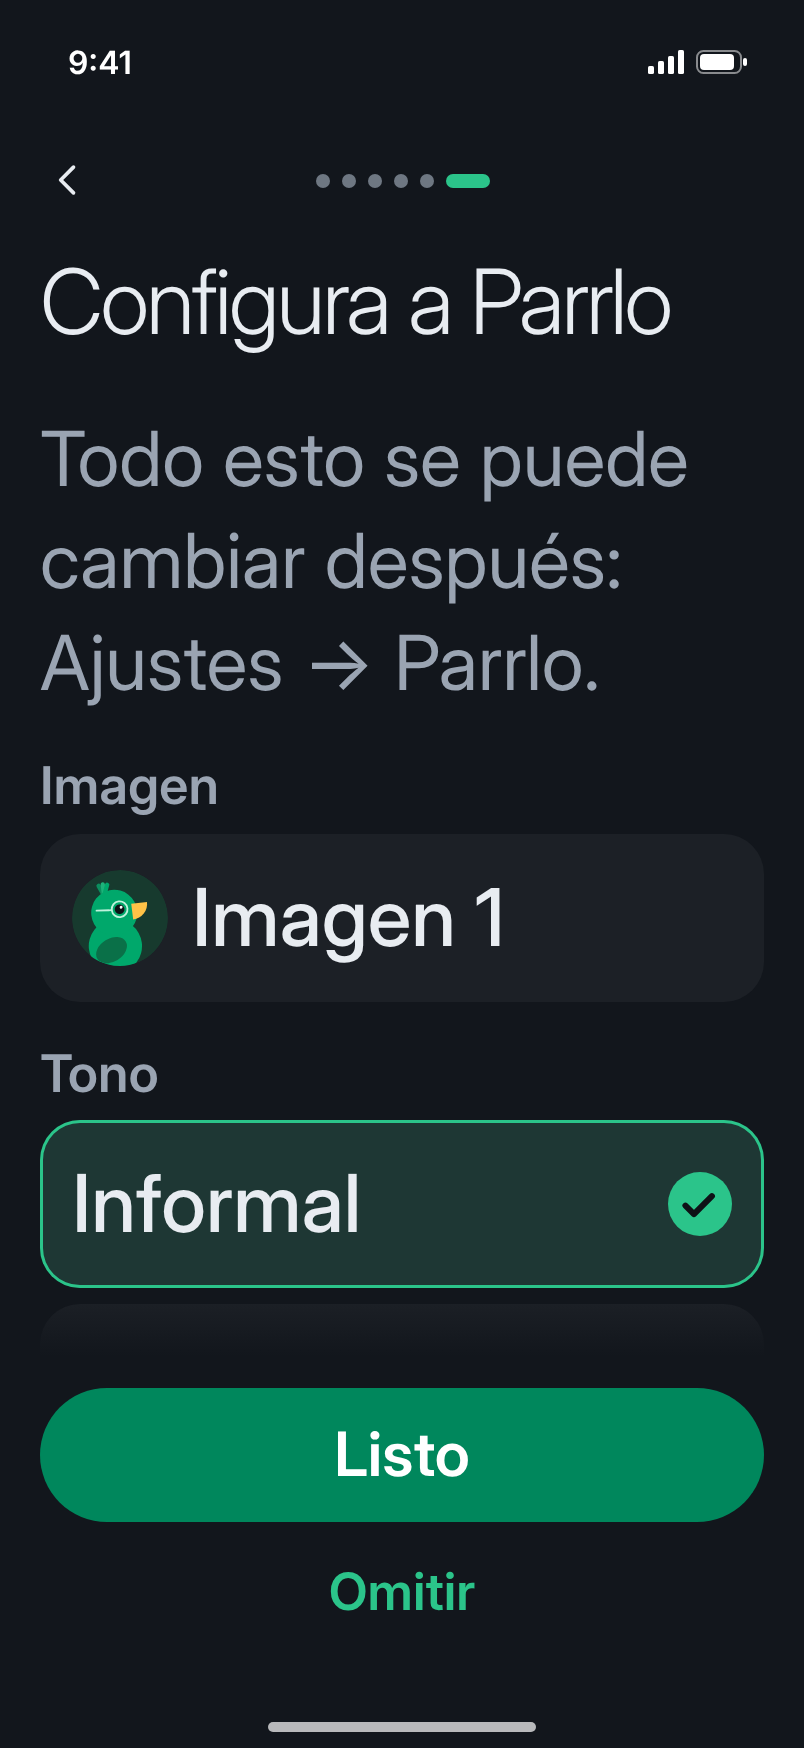 9:41
Configura a Parrlo
Todo esto se puede
cambiar después:
Ajustes → Parrlo.
Imagen
Imagen 1
Tono
Informal
Listo
Omitir